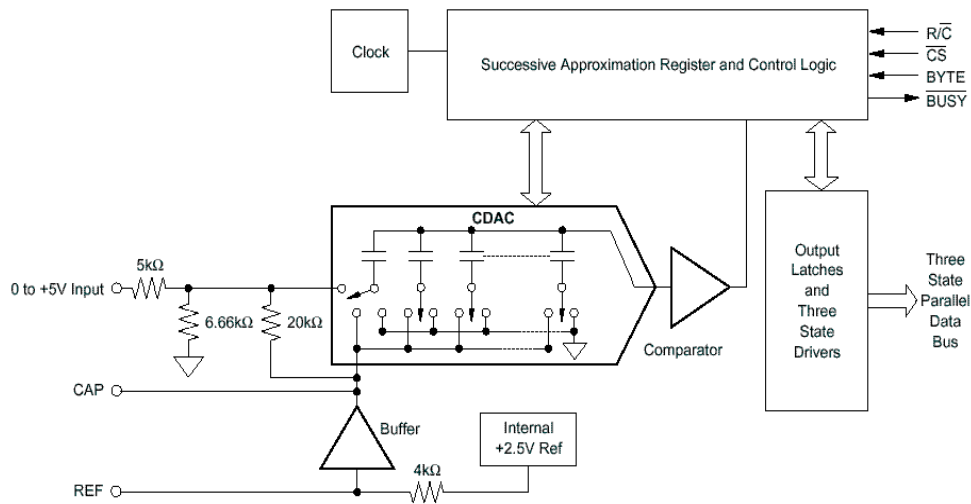 Clock
Successive Approximation Register and Control Logic
R/C̅
C̅S̅
BYTE
B̅U̅S̅Y̅
CDAC
5kΩ
0 to +5V Input
6.66kΩ
20kΩ
Comparator
Output
Latches
and
Three
State
Drivers
Three
State
Parallel
Data
Bus
CAP
Buffer
Internal
+2.5V Ref
4kΩ
REF